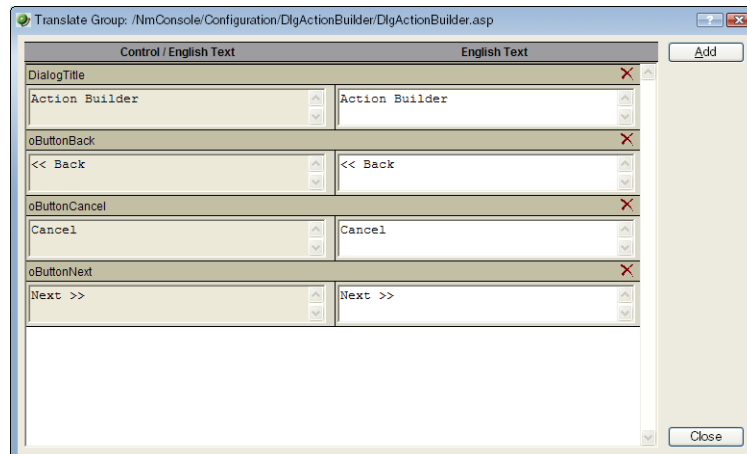 Translate Group: /NmConsole/Configuration/DlgActionBuilder/DlgActionBuilder.asp
Control / English Text English Text Add
DialogTitle
Action Builder Action Builder
oButtonBack
<< Back << Back
oButtonCancel
Cancel Cancel
oButtonNext
Next >> Next >>
Close